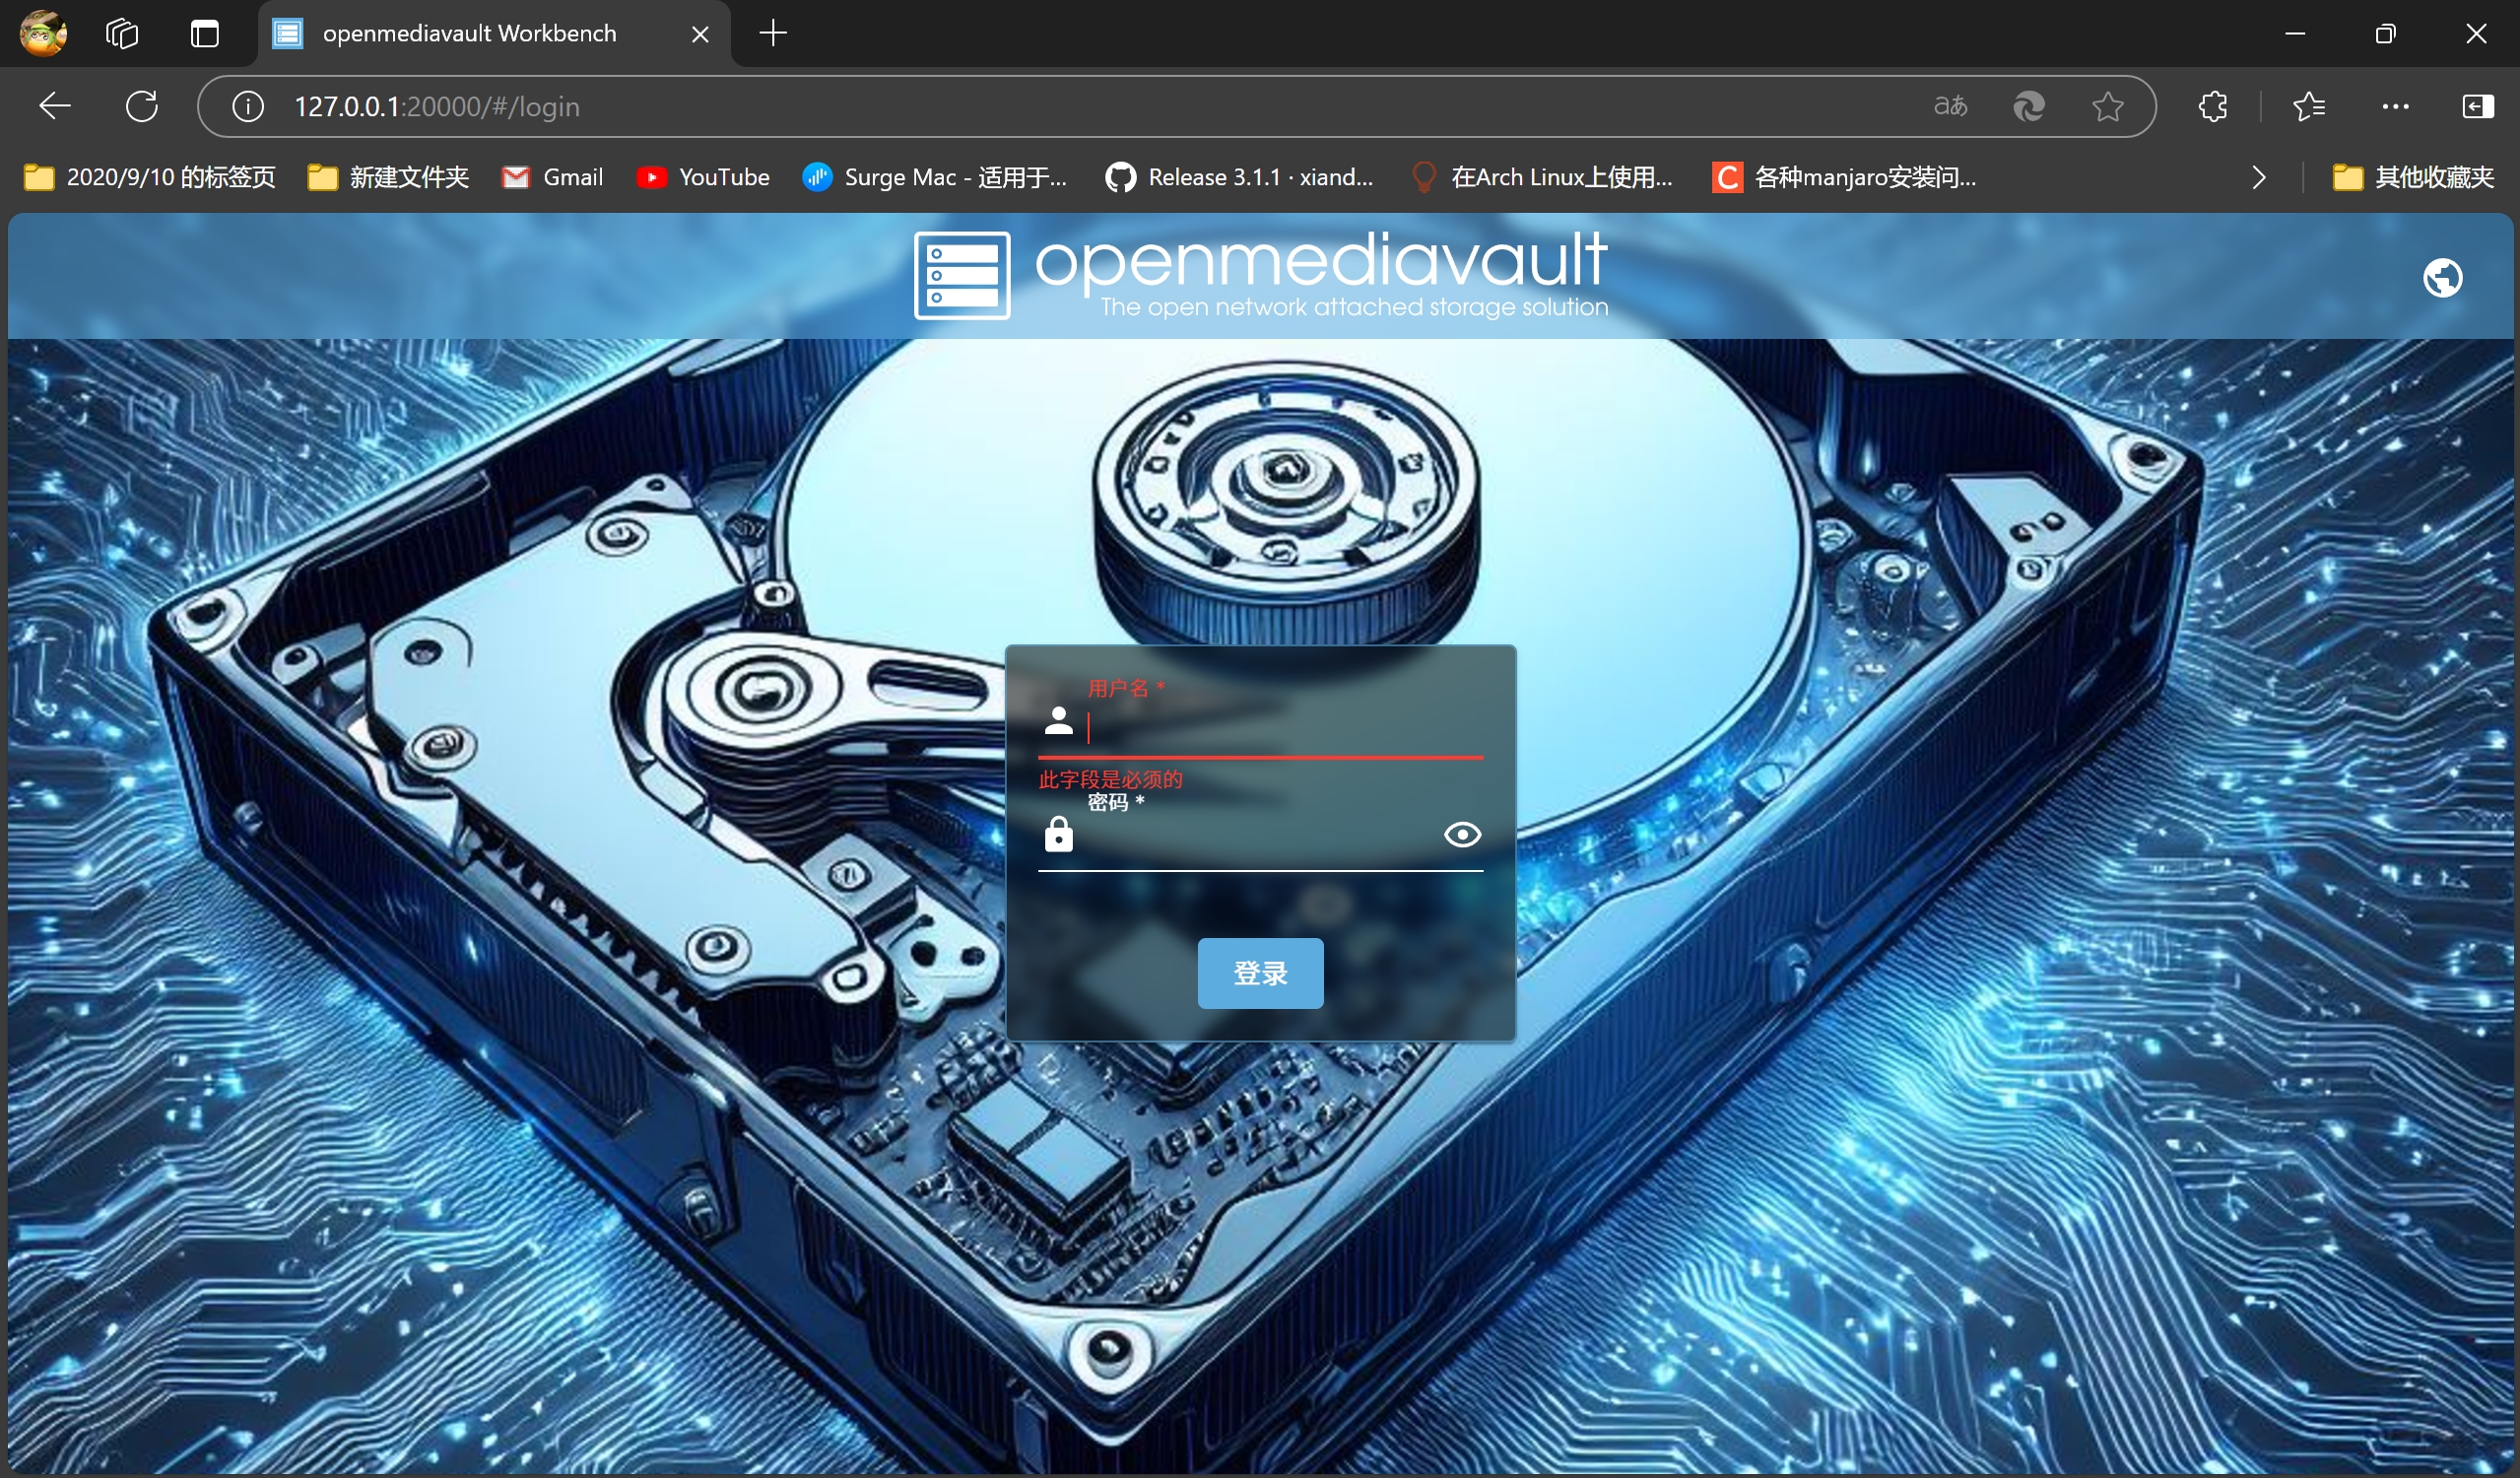 openmediavault Workbench
127.0.0.1:20000/#/login
aあ
2020/9/10 的标签页
新建文件夹
Gmail
YouTube
Surge Mac - 适用于...
Release 3.1.1 · xiand...
在Arch Linux上使用...
各种manjaro安装问...
其他收藏夹
openmediavault
The open network attached storage solution
用户名 *
此字段是必须的
密码 *
登录